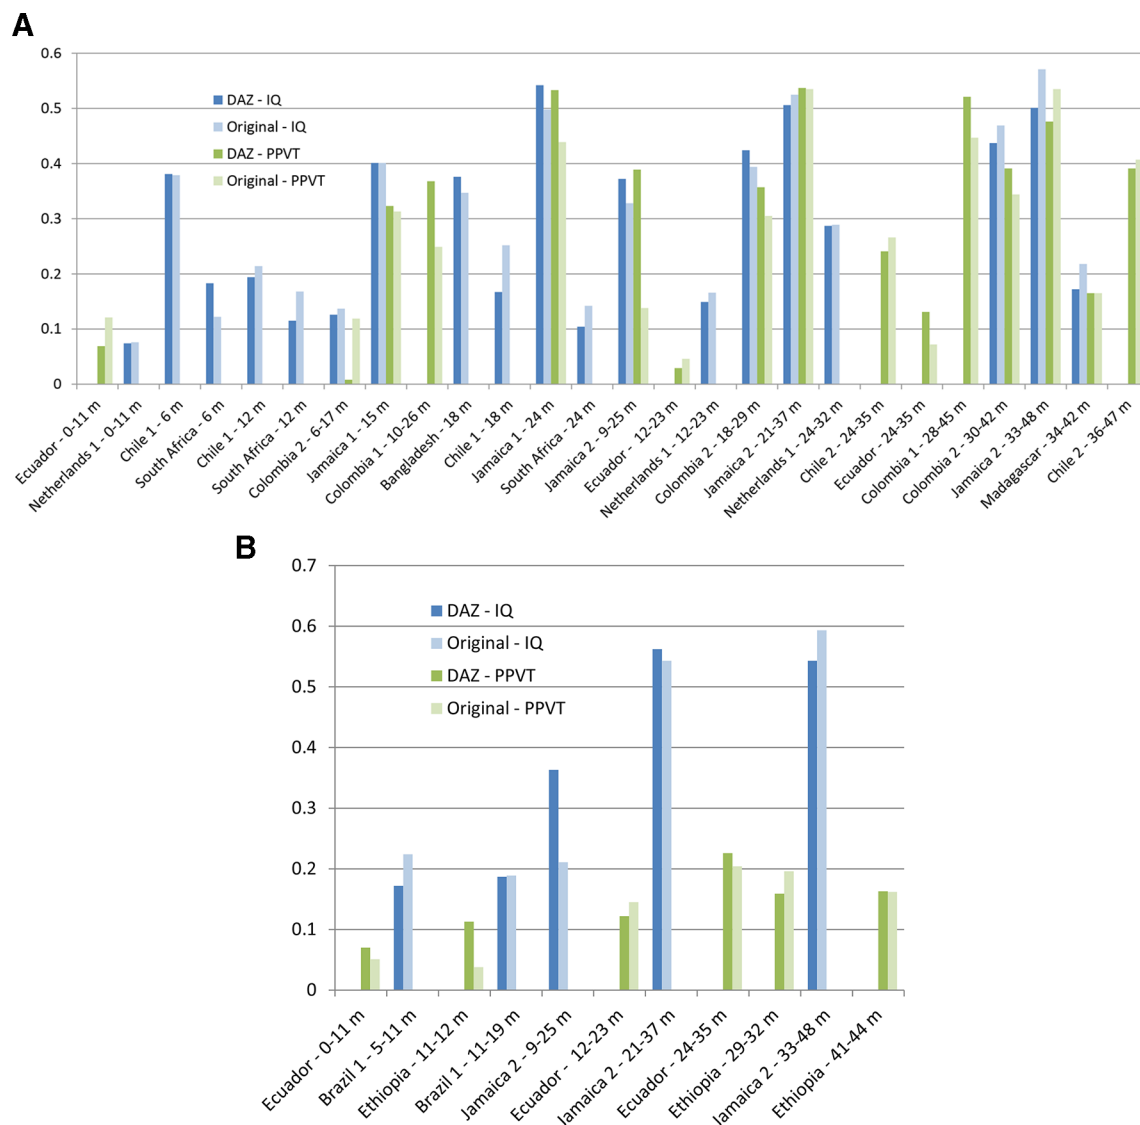 A
0.6
0.5
0.4
0.3
0.2
0.1
0
DAZ - IQ
Original - IQ
DAZ - PPVT
Original - PPVT
Ecuador - 0-11 m
Netherlands 1 - 0-11 m
Chile 1 - 6 m
South Africa - 6 m
Chile 1 - 12 m
South Africa - 12 m
Colombia 2 - 6-17 m
Jamaica 1 - 15 m
Colombia 1 - 10-26 m
Bangladesh - 18 m
Chile 1 - 18 m
Jamaica 1 - 24 m
South Africa - 24 m
Jamaica 2 - 9-25 m
Ecuador - 12-23 m
Netherlands 1 - 12-23 m
Colombia 2 - 18-29 m
Jamaica 2 - 21-37 m
Netherlands 1 - 24-32 m
Chile 2 - 24-35 m
Ecuador - 24-35 m
Colombia 1 - 28-45 m
Colombia 2 - 30-42 m
Jamaica 2 - 33-48 m
Madagascar - 34-42 m
Chile 2 - 36-47 m
B
0.7
0.6
0.5
0.4
0.3
0.2
0.1
0
DAZ - IQ
Original - IQ
DAZ - PPVT
Original - PPVT
Ecuador - 0-11 m
Brazil 1 - 5-11 m
Ethiopia - 11-12 m
Brazil 1 - 11-19 m
Jamaica 2 - 9-25 m
Ecuador - 12-23 m
Jamaica 2 - 21-37 m
Ecuador - 24-35 m
Ethiopia - 29-32 m
Jamaica 2 - 33-48 m
Ethiopia - 41-44 m